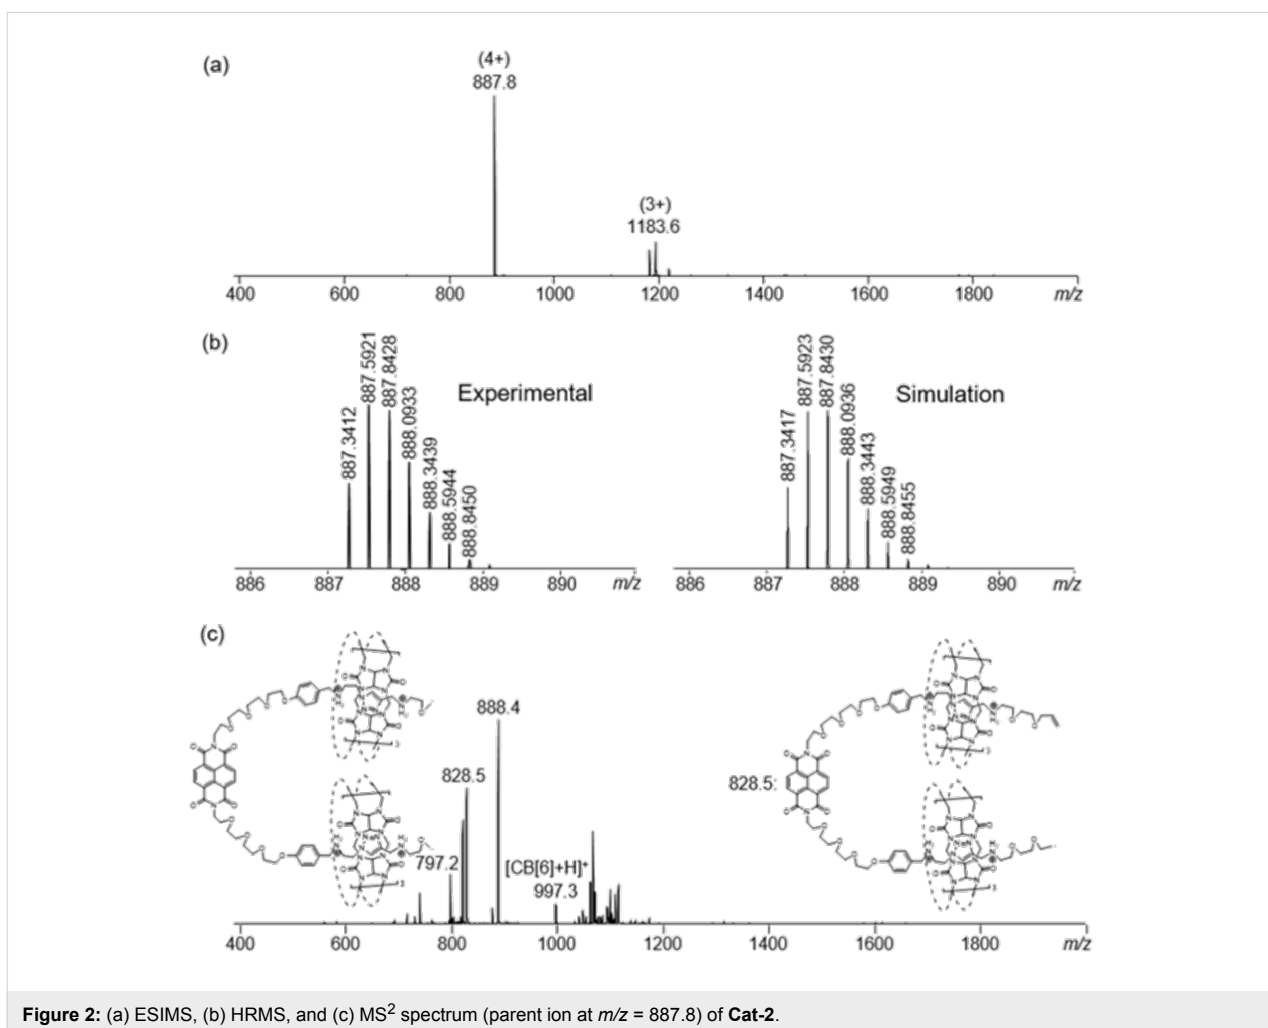 (a)
(4+)
887.8
(3+)
1183.6
400 600 800 1000 1200 1400 1600 1800 m/z
(b)
887.3412
887.5921
887.8428
888.0933
888.3439
888.5944
888.8450
Experimental
886 887 888 889 890 m/z
887.3417
887.5923
887.8430
888.0936
888.3443
888.5949
888.8455
Simulation
886 887 888 889 890 m/z
(c)
888.4
828.5
797.2
[CB[6]+H]+
997.3
828.5:
400 600 800 1000 1200 1400 1600 1800 m/z
Figure 2: (a) ESIMS, (b) HRMS, and (c) MS2 spectrum (parent ion at m/z = 887.8) of Cat-2.